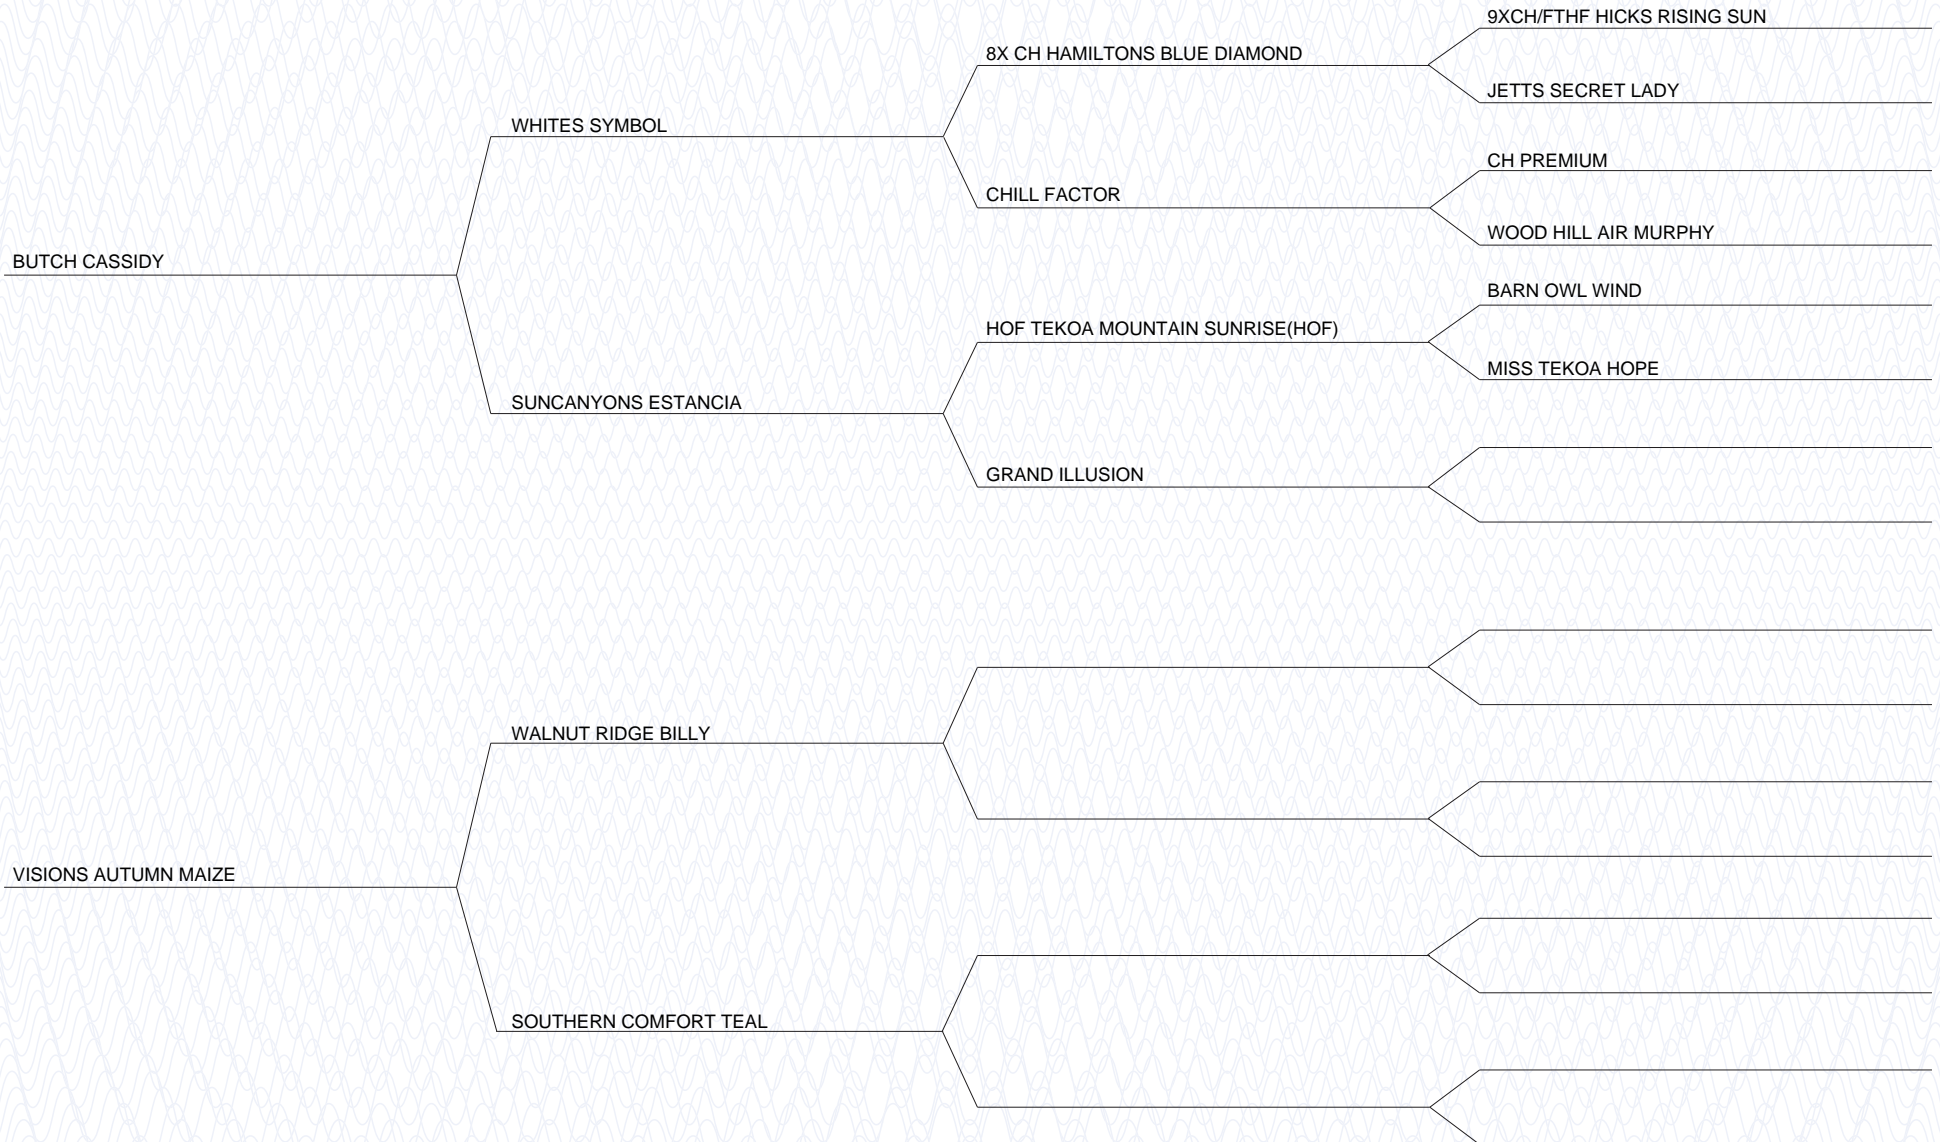 9XCH/FTHF HICKS RISING SUN
8X CH HAMILTONS BLUE DIAMOND
JETTS SECRET LADY
WHITES SYMBOL
CH PREMIUM
CHILL FACTOR
WOOD HILL AIR MURPHY
BUTCH CASSIDY
BARN OWL WIND
HOF TEKOA MOUNTAIN SUNRISE(HOF)
MISS TEKOA HOPE
SUNCANYONS ESTANCIA
GRAND ILLUSION
WALNUT RIDGE BILLY
VISIONS AUTUMN MAIZE
SOUTHERN COMFORT TEAL